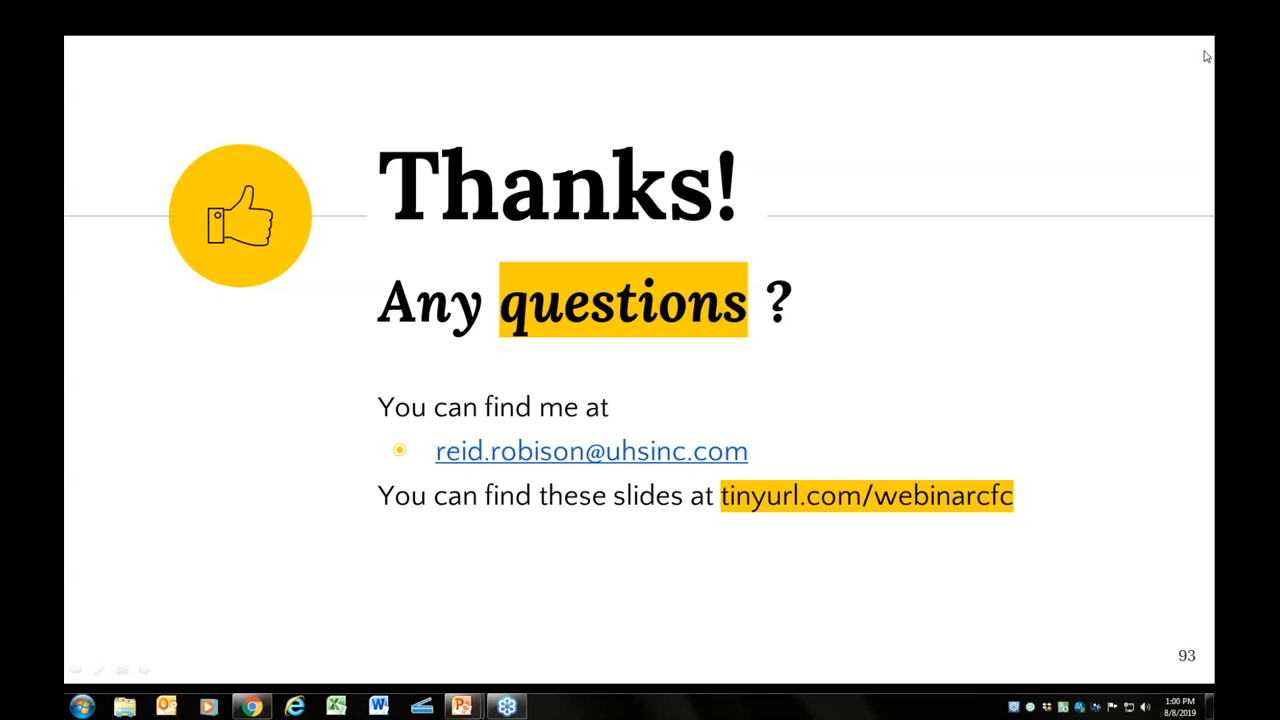 Thanks!
Any questions ?
You can find me at
reid.robison@uhsinc.com
You can find these slides at tinyurl.com/webinarcfc
93
1:00 PM
8/8/2019